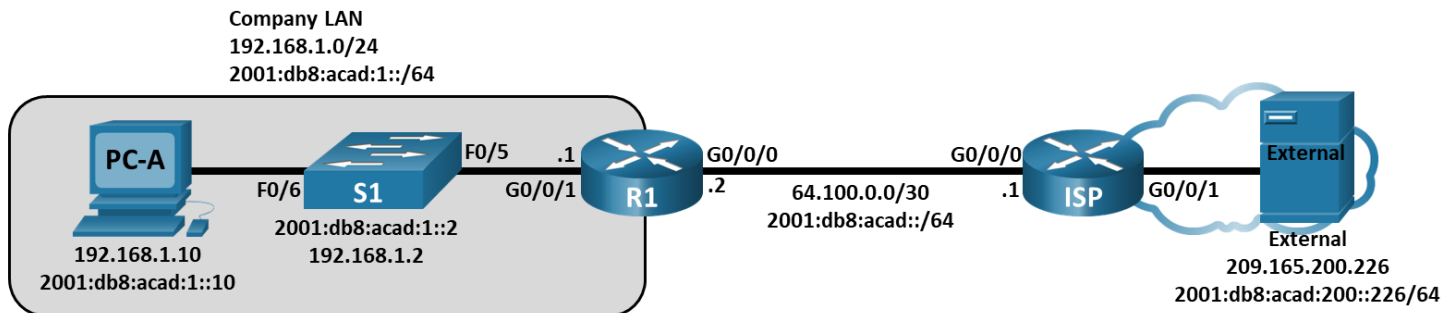 Company LAN
192.168.1.0/24
2001:db8:acad:1::/64
PC-A
F0/6
S1
F0/5
.1
G0/0/1
R1
G0/0/0
.2
64.100.0.0/30
2001:db8:acad::/64
G0/0/0
.1
ISP
G0/0/1
External
192.168.1.10
2001:db8:acad:1::10
2001:db8:acad:1::2
192.168.1.2
External
209.165.200.226
2001:db8:acad:200::226/64